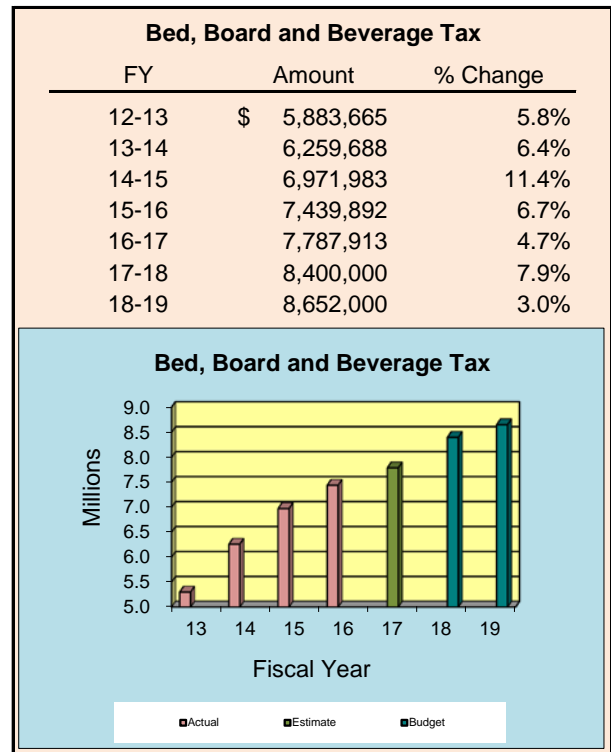 Bed, Board and Beverage Tax
FY Amount % Change
12-13 $ 5,883,665 5.8%
13-14 6,259,688 6.4%
14-15 6,971,983 11.4%
15-16 7,439,892 6.7%
16-17 7,787,913 4.7%
17-18 8,400,000 7.9%
18-19 8,652,000 3.0%
Bed, Board and Beverage Tax
9.0
8.5
8.0
7.5
7.0
6.5
6.0
5.5
5.0
Millions
13 14 15 16 17 18 19
Fiscal Year
Actual Estimate Budget